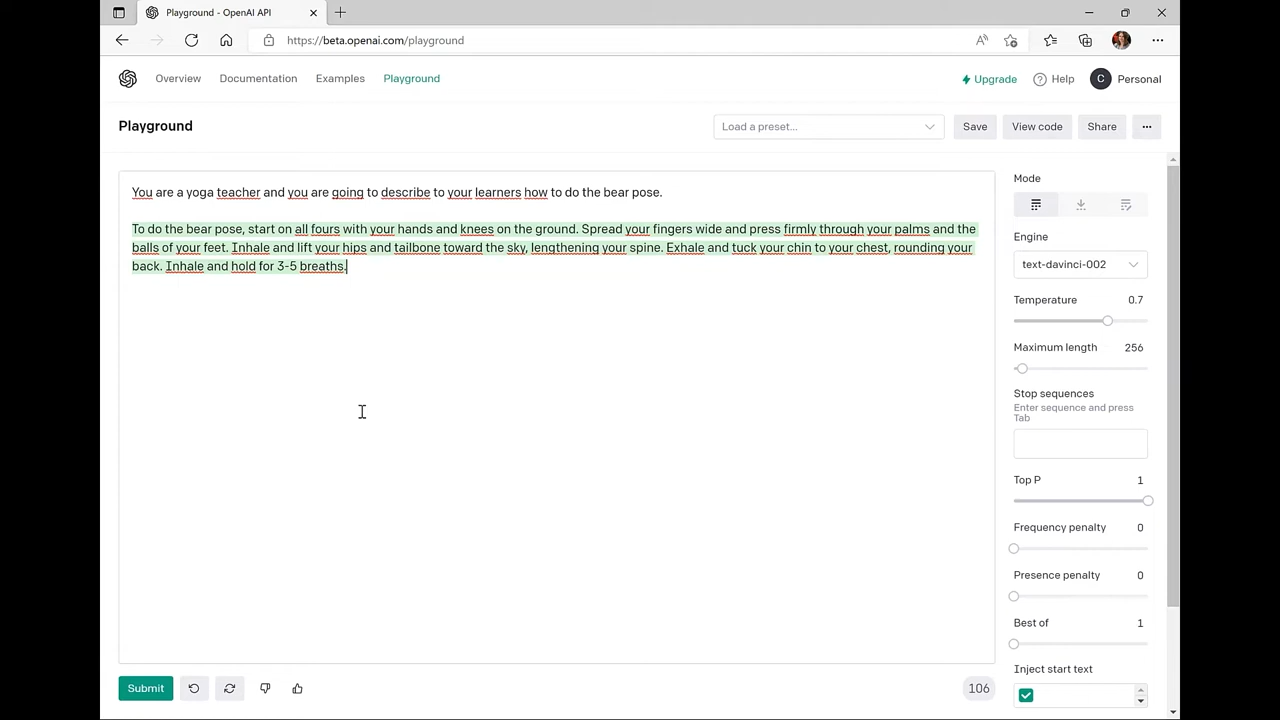 Playground - OpenAI API
https://beta.openai.com/playground
Overview Documentation Examples Playground Upgrade Help C Personal
Playground
Load a preset... Save View code Share
You are a yoga teacher and you are going to describe to your learners how to do the bear pose.
To do the bear pose, start on all fours with your hands and knees on the ground. Spread your fingers wide and press firmly through your palms and the
balls of your feet. Inhale and lift your hips and tailbone toward the sky, lengthening your spine. Exhale and tuck your chin to your chest, rounding your
back. Inhale and hold for 3-5 breaths.
Mode
Engine
text-davinci-002
Temperature 0.7
Maximum length 256
Stop sequences
Enter sequence and press
Tab
Top P 1
Frequency penalty 0
Presence penalty 0
Best of 1
Inject start text
Submit
106